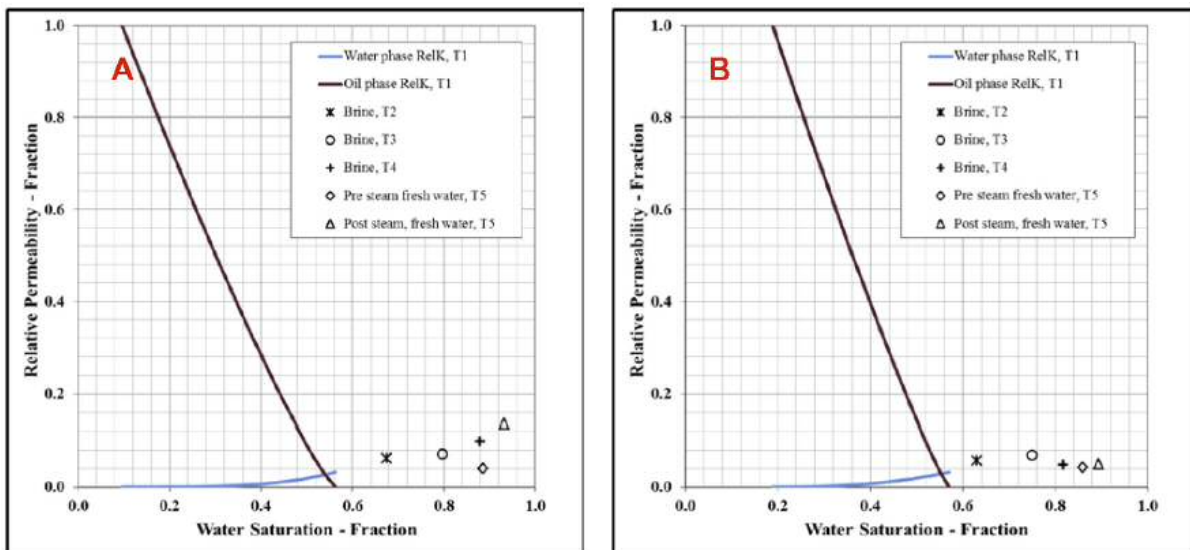 A
1.0
0.8
0.6
0.4
0.2
0.0
Relative Permeability - Fraction
Water phase RelK, T1
Oil phase RelK, T1
Brine, T2
Brine, T3
Brine, T4
Pre steam fresh water, T5
Post steam, fresh water, T5
0.0 0.2 0.4 0.6 0.8 1.0
Water Saturation - Fraction
B
1.0
0.8
0.6
0.4
0.2
0.0
Relative Permeability - Fraction
Water phase RelK, T1
Oil phase RelK, T1
Brine, T2
Brine, T3
Brine, T4
Pre steam fresh water, T5
Post steam, fresh water, T5
0.0 0.2 0.4 0.6 0.8 1.0
Water Saturation - Fraction